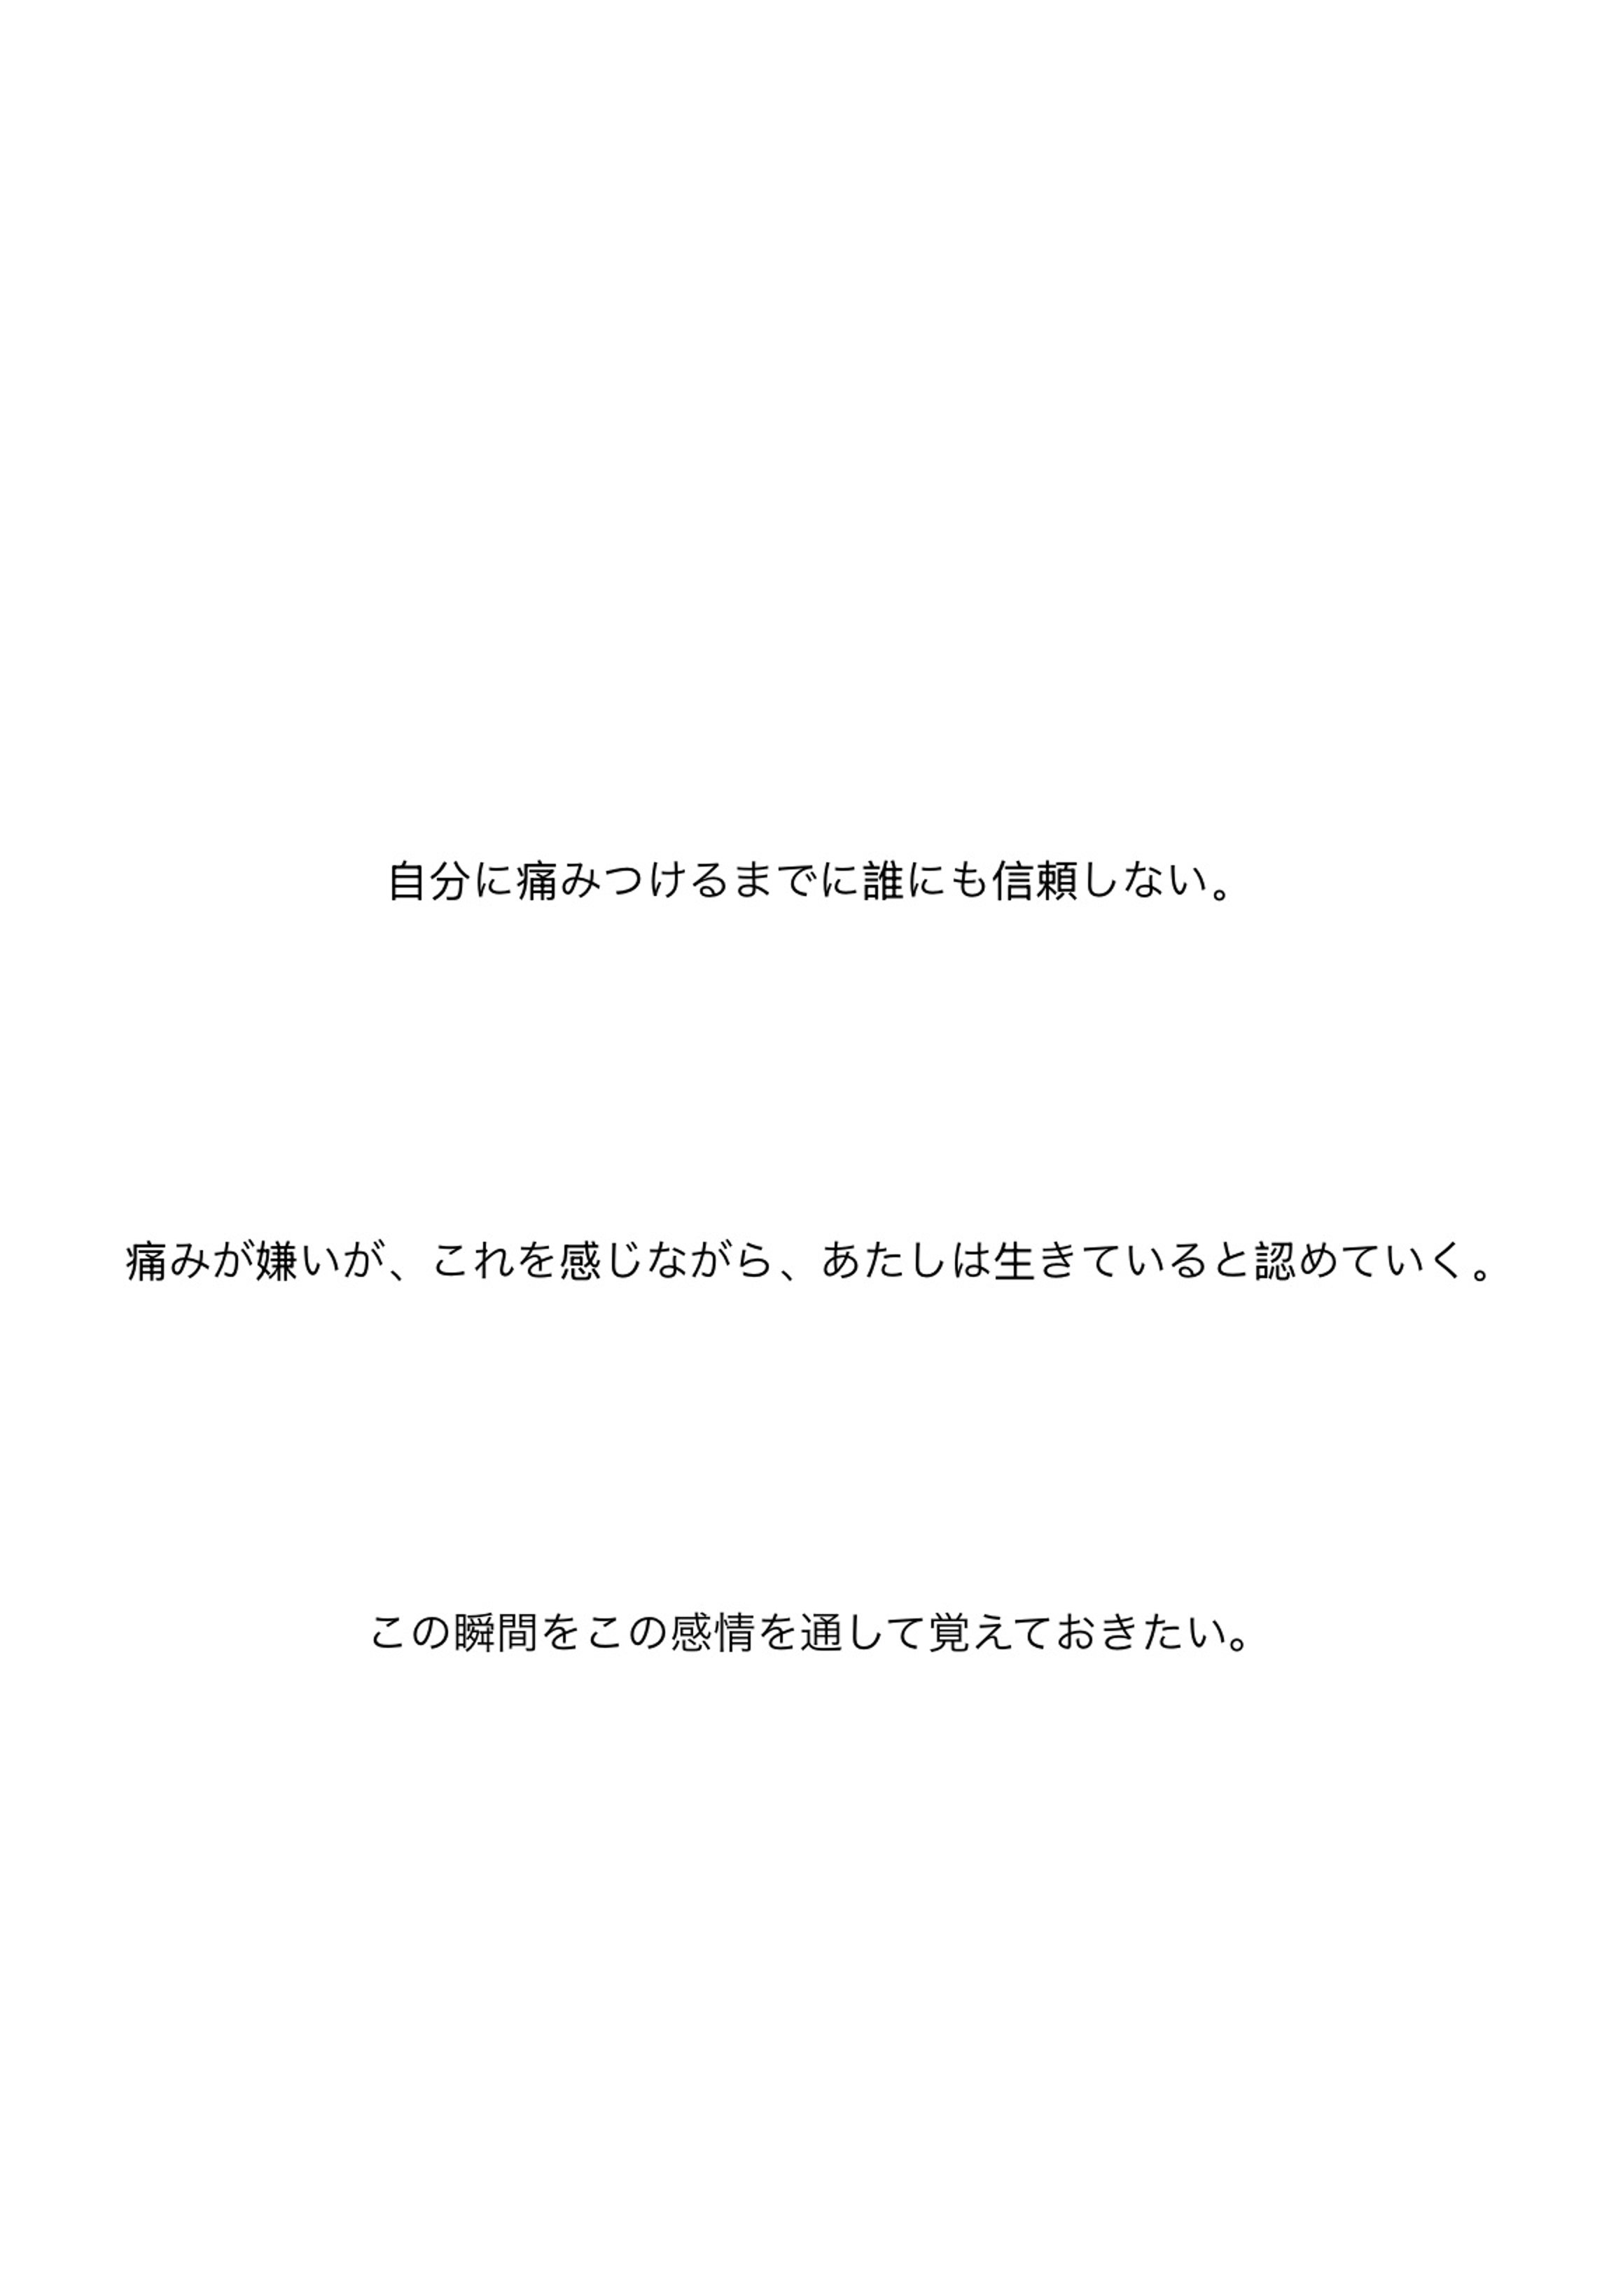 自分に痛みつけるまでに誰にも信頼しない。
痛みが嫌いが、これを感じながら、あたしは生きていると認めていく。
この瞬間をこの感情を通して覚えておきたい。